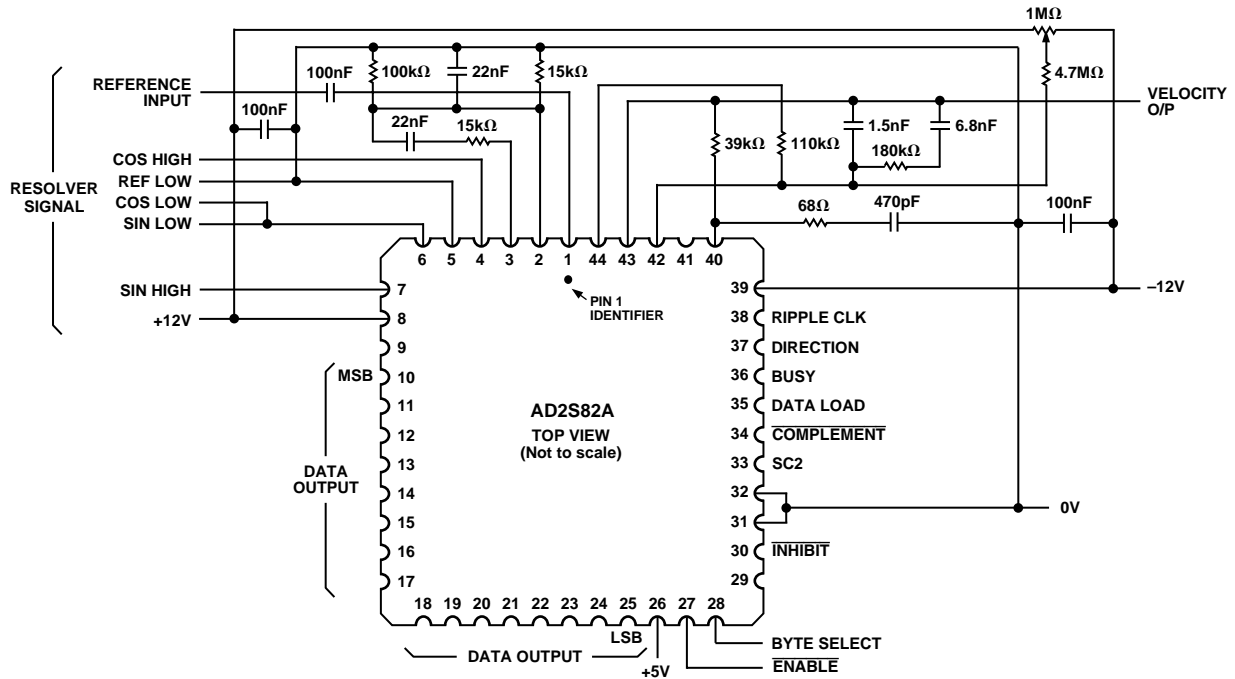 1MΩ
100nF
100kΩ
22nF
15kΩ
4.7MΩ
REFERENCE
INPUT
VELOCITY
O/P
100nF
22nF
15kΩ
39kΩ
110kΩ
1.5nF
6.8nF
180kΩ
COS HIGH
REF LOW
COS LOW
SIN LOW
RESOLVER
SIGNAL
68Ω
470pF
100nF
6 5 4 3 2 1 44 43 42 41 40
PIN 1
IDENTIFIER
SIN HIGH
+12V
7
8
9
MSB 10
11
12
13
14
15
16
17
DATA
OUTPUT
AD2S82A
TOP VIEW
(Not to scale)
39
–12V
38 RIPPLE CLK
37 DIRECTION
36 BUSY
35 DATA LOAD
34 COMPLEMENT
33 SC2
32
31
0V
30 INHIBIT
29
18 19 20 21 22 23 24 25 26 27 28
LSB
DATA OUTPUT
+5V
BYTE SELECT
ENABLE